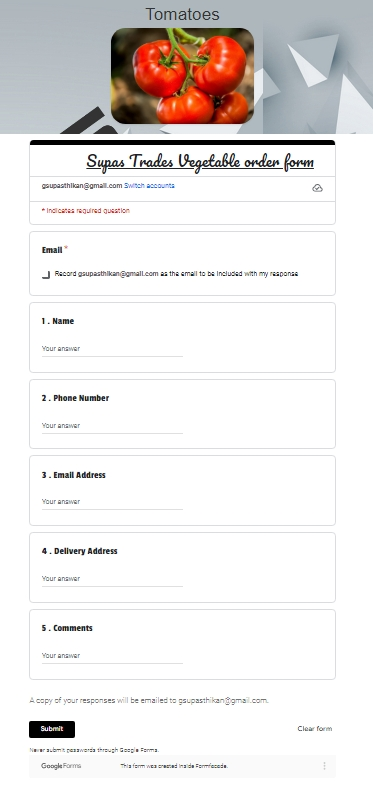 Tomatoes
Supas Trades Vegetable order form
gsupasthikan@gmail.com Switch accounts
* Indicates required question
Email *
Record gsupasthikan@gmail.com as the email to be included with my response
1 . Name
Your answer
2 . Phone Number
Your answer
3 . Email Address
Your answer
4 . Delivery Address
Your answer
5 . Comments
Your answer
A copy of your responses will be emailed to gsupasthikan@gmail.com.
Submit
Clear form
Never submit passwords through Google Forms.
Google Forms
This form was created inside Formfacade.